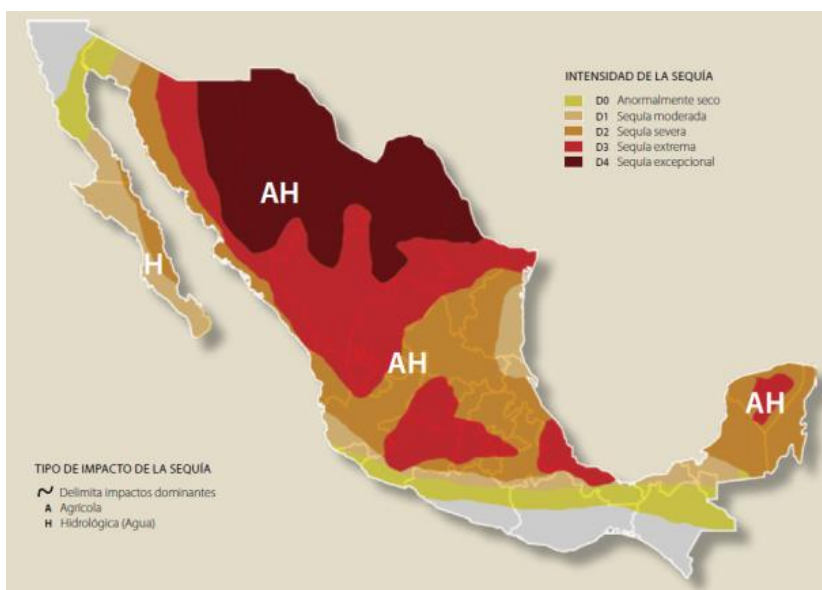 INTENSIDAD DE LA SEQUÍA
D0 Anormalmente seco
D1 Sequía moderada
D2 Sequía severa
D3 Sequía extrema
D4 Sequía excepcional
AH
H
AH
AH
TIPO DE IMPACTO DE LA SEQUÍA
Delimita impactos dominantes
A Agrícola
H Hidrológica (Agua)